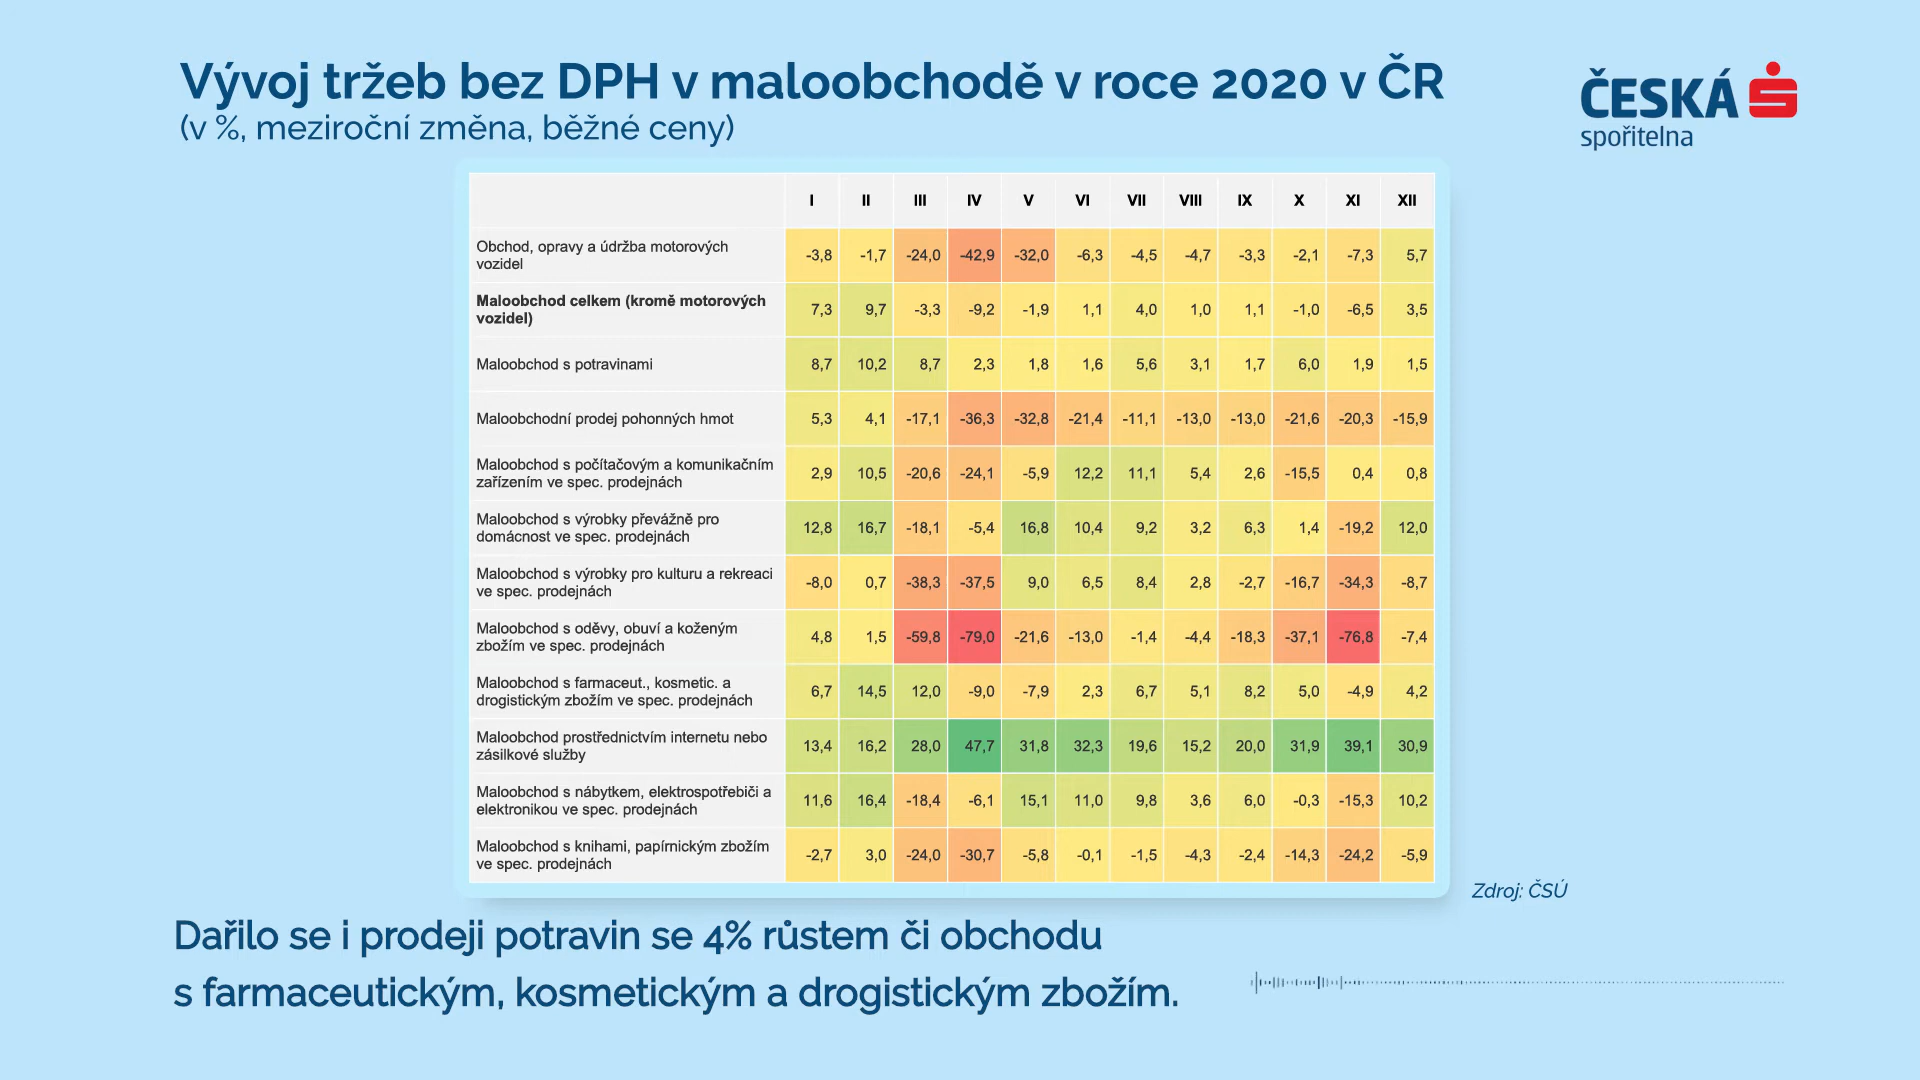 Vývoj tržeb bez DPH v maloobchodě v roce 2020 v ČR
(v %, meziroční změna, běžné ceny)
ČESKÁ
spořitelna
I II III IV V VI VII VIII IX X XI XII
Obchod, opravy a údržba motorových
vozidel
-3,8 -1,7 -24,0 -42,9 -32,0 -6,3 -4,5 -4,7 -3,3 -2,1 -7,3 5,7
Maloobchod celkem (kromě motorových
vozidel)
7,3 9,7 -3,3 -9,2 -1,9 1,1 4,0 1,0 1,1 -1,0 -6,5 3,5
Maloobchod s potravinami
8,7 10,2 8,7 2,3 1,8 1,6 5,6 3,1 1,7 6,0 1,9 1,5
Maloobchodní prodej pohonných hmot
5,3 4,1 -17,1 -36,3 -32,8 -21,4 -11,1 -13,0 -13,0 -21,6 -20,3 -15,9
Maloobchod s počítačovým a komunikačním
zařízením ve spec. prodejnách
2,9 10,5 -20,6 -24,1 -5,9 12,2 11,1 5,4 2,6 -15,5 0,4 0,8
Maloobchod s výrobky převážně pro
domácnost ve spec. prodejnách
12,8 16,7 -18,1 -5,4 16,8 10,4 9,2 3,2 6,3 1,4 -19,2 12,0
Maloobchod s výrobky pro kulturu a rekreaci
ve spec. prodejnách
-8,0 0,7 -38,3 -37,5 9,0 6,5 8,4 2,8 -2,7 -16,7 -34,3 -8,7
Maloobchod s oděvy, obuví a koženým
zbožím ve spec. prodejnách
4,8 1,5 -59,8 -79,0 -21,6 -13,0 -1,4 -4,4 -18,3 -37,1 -76,8 -7,4
Maloobchod s farmaceut., kosmetic. a
drogistickým zbožím ve spec. prodejnách
6,7 14,5 12,0 -9,0 -7,9 2,3 6,7 5,1 8,2 5,0 -4,9 4,2
Maloobchod prostřednictvím internetu nebo
zásilkové služby
13,4 16,2 28,0 47,7 31,8 32,3 19,6 15,2 20,0 31,9 39,1 30,9
Maloobchod s nábytkem, elektrospotřebiči a
elektronikou ve spec. prodejnách
11,6 16,4 -18,4 -6,1 15,1 11,0 9,8 3,6 6,0 -0,3 -15,3 10,2
Maloobchod s knihami, papírnickým zbožím
ve spec. prodejnách
-2,7 3,0 -24,0 -30,7 -5,8 -0,1 -1,5 -4,3 -2,4 -14,3 -24,2 -5,9
Zdroj: ČSÚ
Dařilo se i prodeji potravin se 4% růstem či obchodu
s farmaceutickým, kosmetickým a drogistickým zbožím.